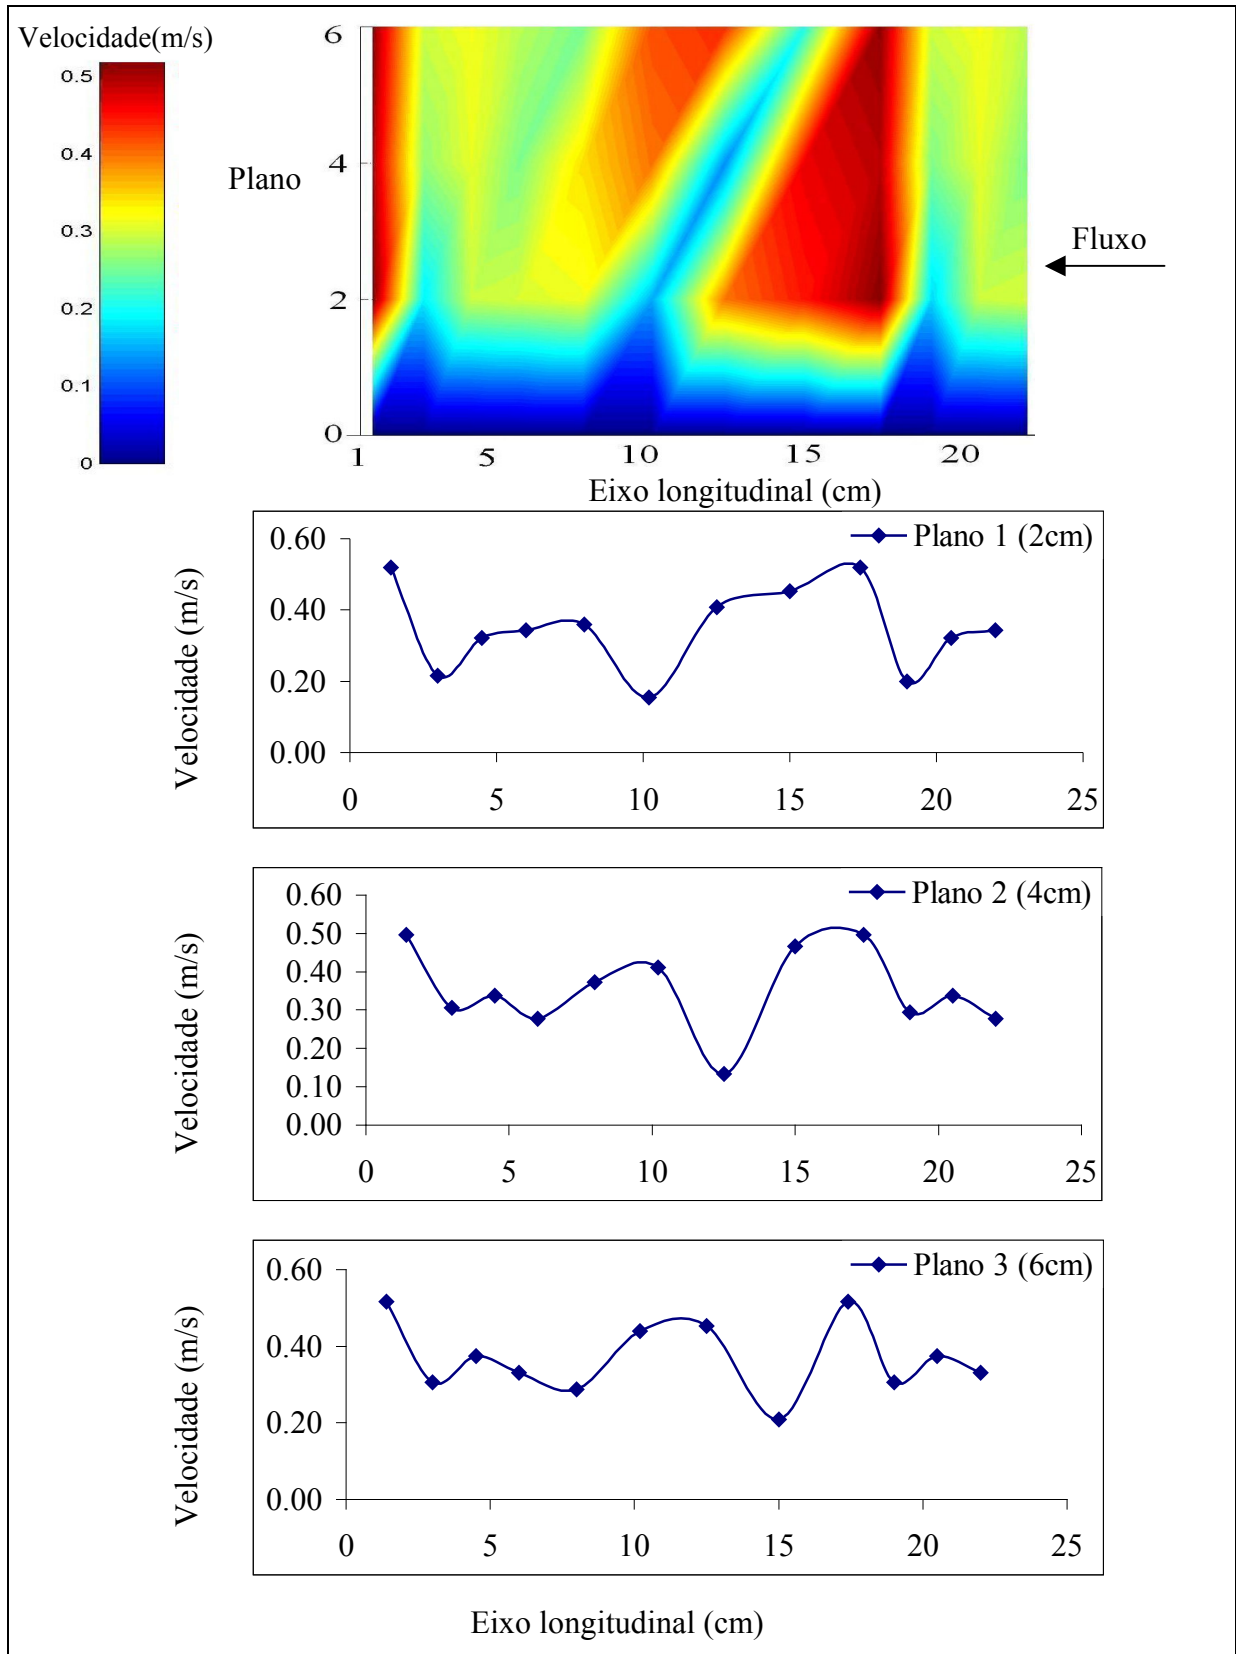 Velocidade(m/s)
0.5
0.4
0.3
0.2
0.1
0
Plano
6
4
2
0
1 5 10 15 20
Eixo longitudinal (cm)
Fluxo
Plano 1 (2cm)
Velocidade (m/s)
0.60
0.40
0.20
0.00
0 5 10 15 20 25
Plano 2 (4cm)
Velocidade (m/s)
0.60
0.50
0.40
0.30
0.20
0.10
0.00
0 5 10 15 20 25
Plano 3 (6cm)
Velocidade (m/s)
0.60
0.40
0.20
0.00
0 5 10 15 20 25
Eixo longitudinal (cm)